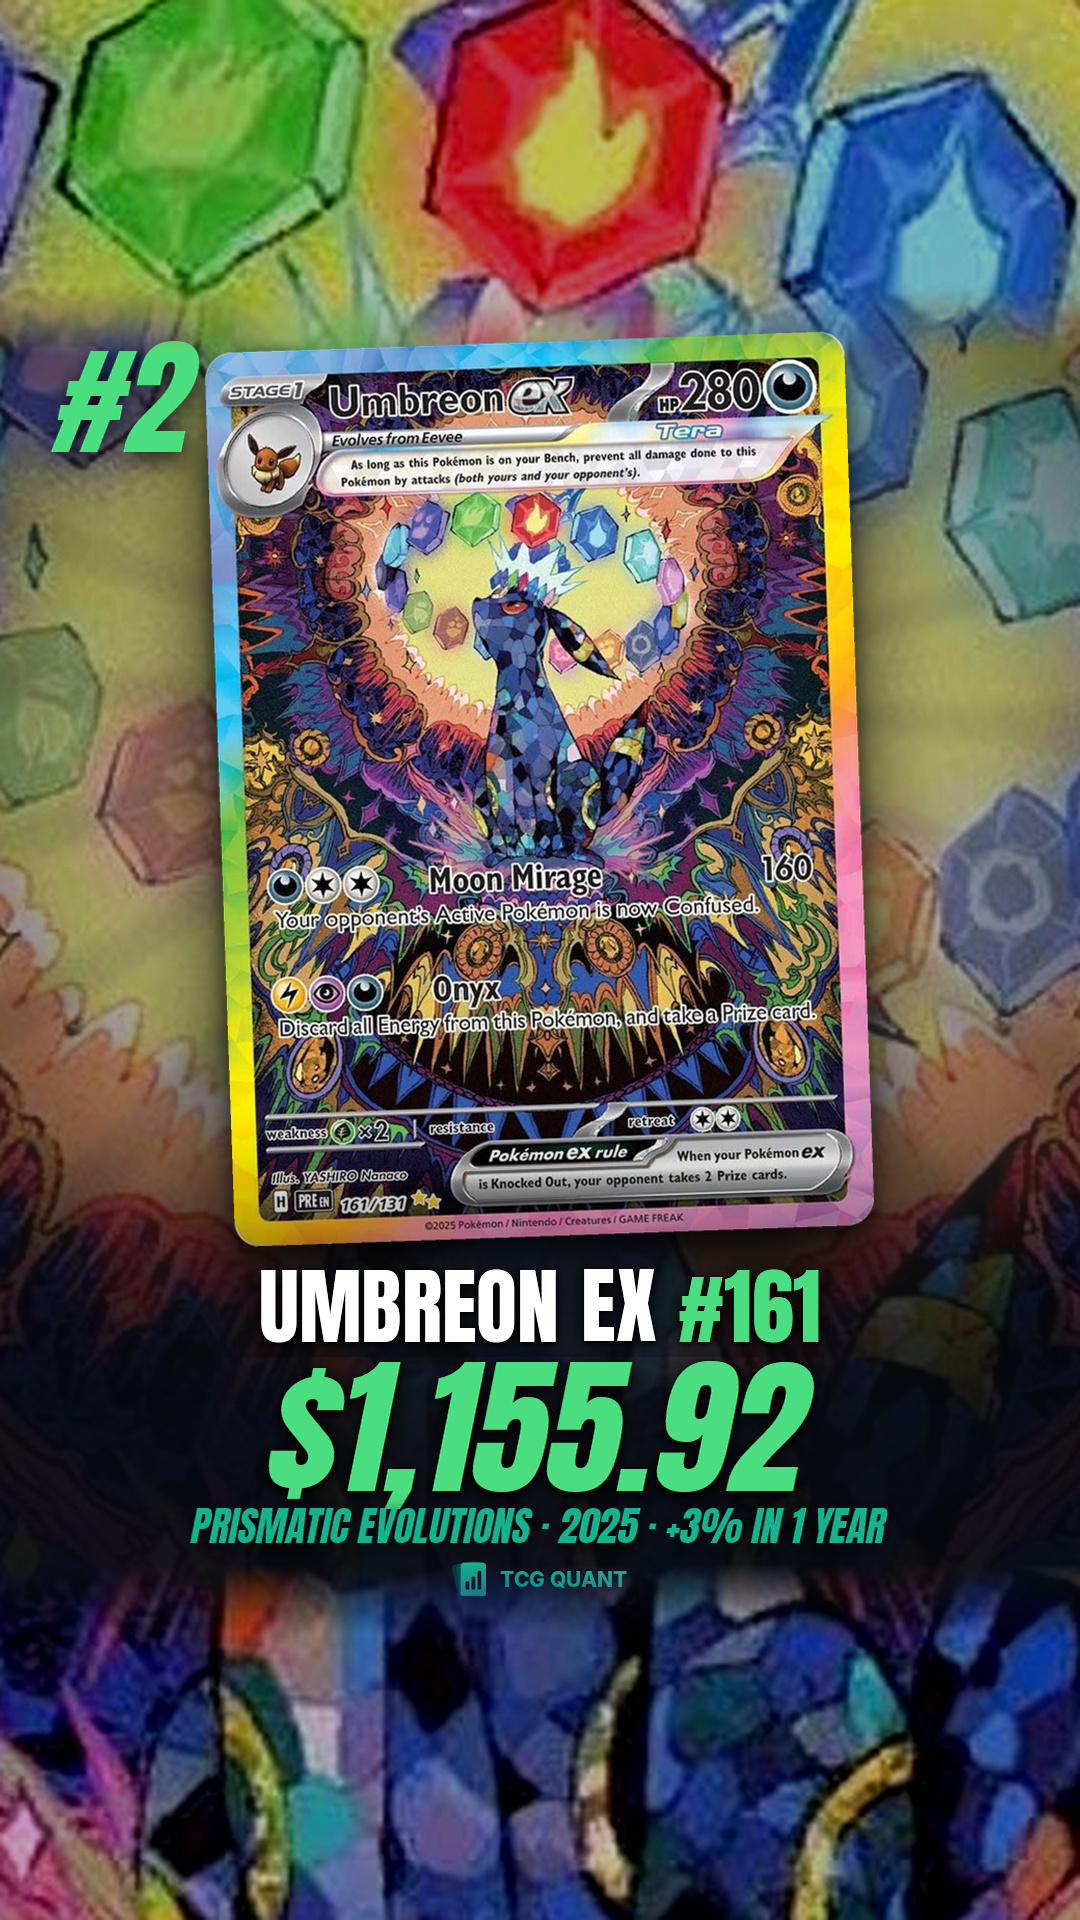 #2
STAGE1 Umbreon ex HP 280
Evolves from Eevee
Tera
As long as this Pokémon is on your Bench, prevent all damage done to this
Pokémon by attacks (both yours and your opponent's).
Moon Mirage 160
Your opponent's Active Pokémon is now Confused.
Onyx
Discard all Energy from this Pokémon, and take a Prize card.
weakness ×2 resistance retreat
Pokémon ex rule When your Pokémon ex
is Knocked Out, your opponent takes 2 Prize cards.
Illus. YASHIRO Nanaco
H PRE EN 161/131
©2025 Pokémon / Nintendo / Creatures / GAME FREAK
UMBREON EX #161
$1,155.92
PRISMATIC EVOLUTIONS · 2025 · +3% IN 1 YEAR
TCG QUANT